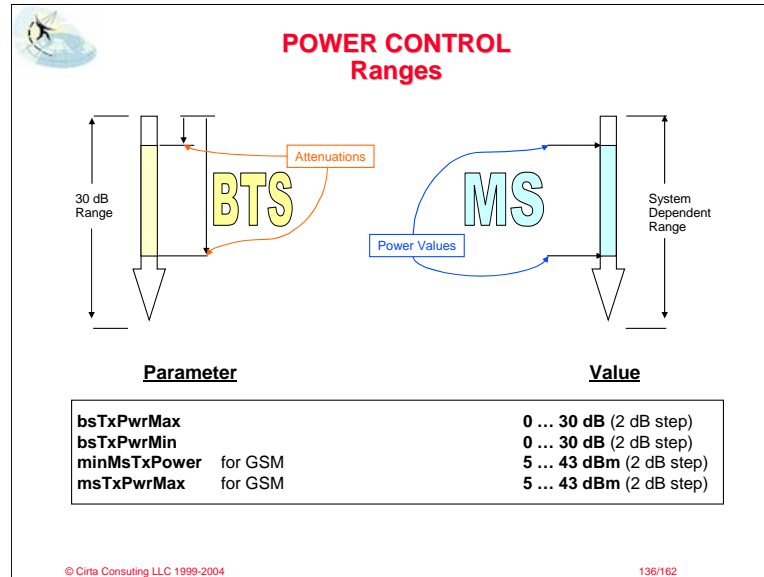 POWER CONTROL
Ranges
Attenuations
30 dB
Range
BTS
MS
System
Dependent
Range
Power Values
Parameter
Value
bsTxPwrMax 0 … 30 dB (2 dB step)
bsTxPwrMin 0 … 30 dB (2 dB step)
minMsTxPower for GSM 5 … 43 dBm (2 dB step)
msTxPwrMax for GSM 5 … 43 dBm (2 dB step)
© Cirta Consuting LLC 1999-2004
136/162